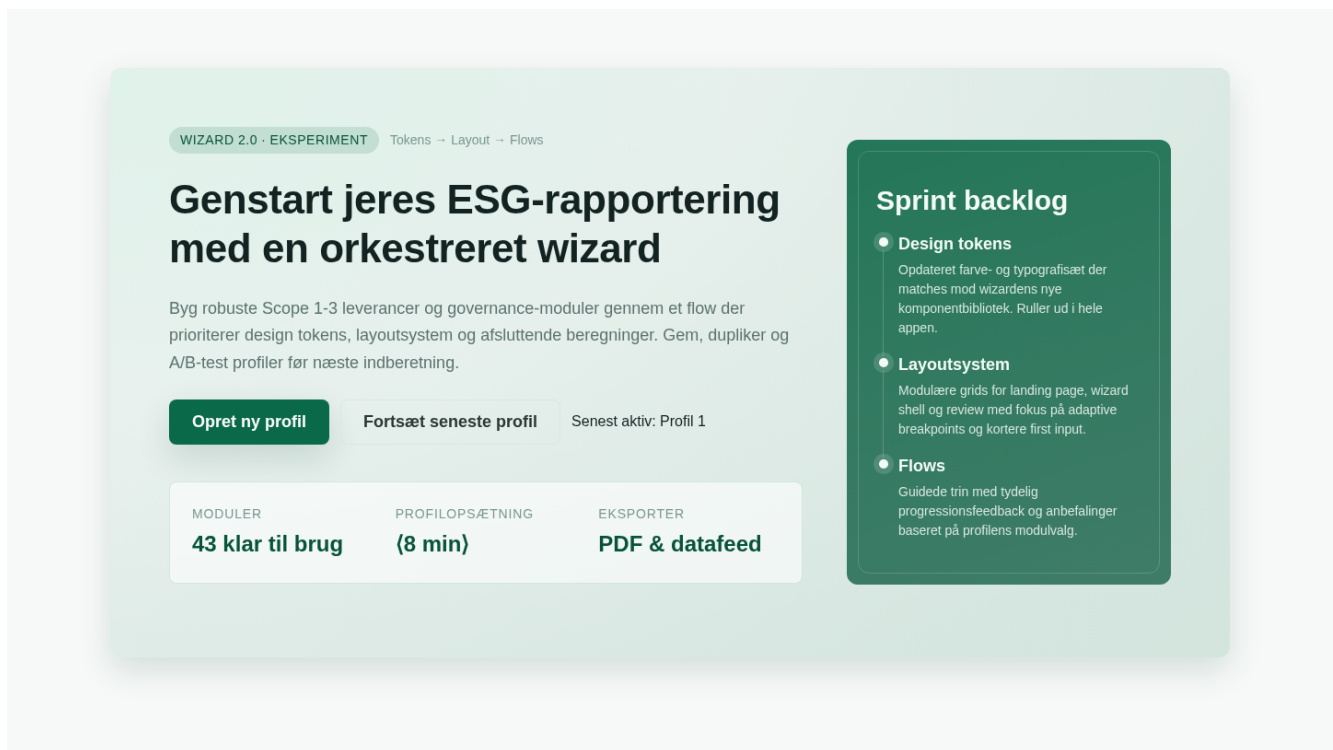 WIZARD 2.0 · EKSPERIMENT
Tokens → Layout → Flows
Genstart jeres ESG-rapportering
med en orkestreret wizard
Byg robuste Scope 1-3 leverancer og governance-moduler gennem et flow der
prioriterer design tokens, layoutsystem og afsluttende beregninger. Gem, dupliker og
A/B-test profiler før næste indberetning.
Opret ny profil
Fortsæt seneste profil
Senest aktiv: Profil 1
MODULER
43 klar til brug
PROFILOPSÆTNING
⟨8 min⟩
EKSPORTER
PDF & datafeed
Sprint backlog
Design tokens
Opdateret farve- og typografisæt der
matches mod wizardens nye
komponentbibliotek. Ruller ud i hele
appen.
Layoutsystem
Modulære grids for landing page, wizard
shell og review med fokus på adaptive
breakpoints og kortere first input.
Flows
Guidede trin med tydelig
progressionsfeedback og anbefalinger
baseret på profilens modulvalg.